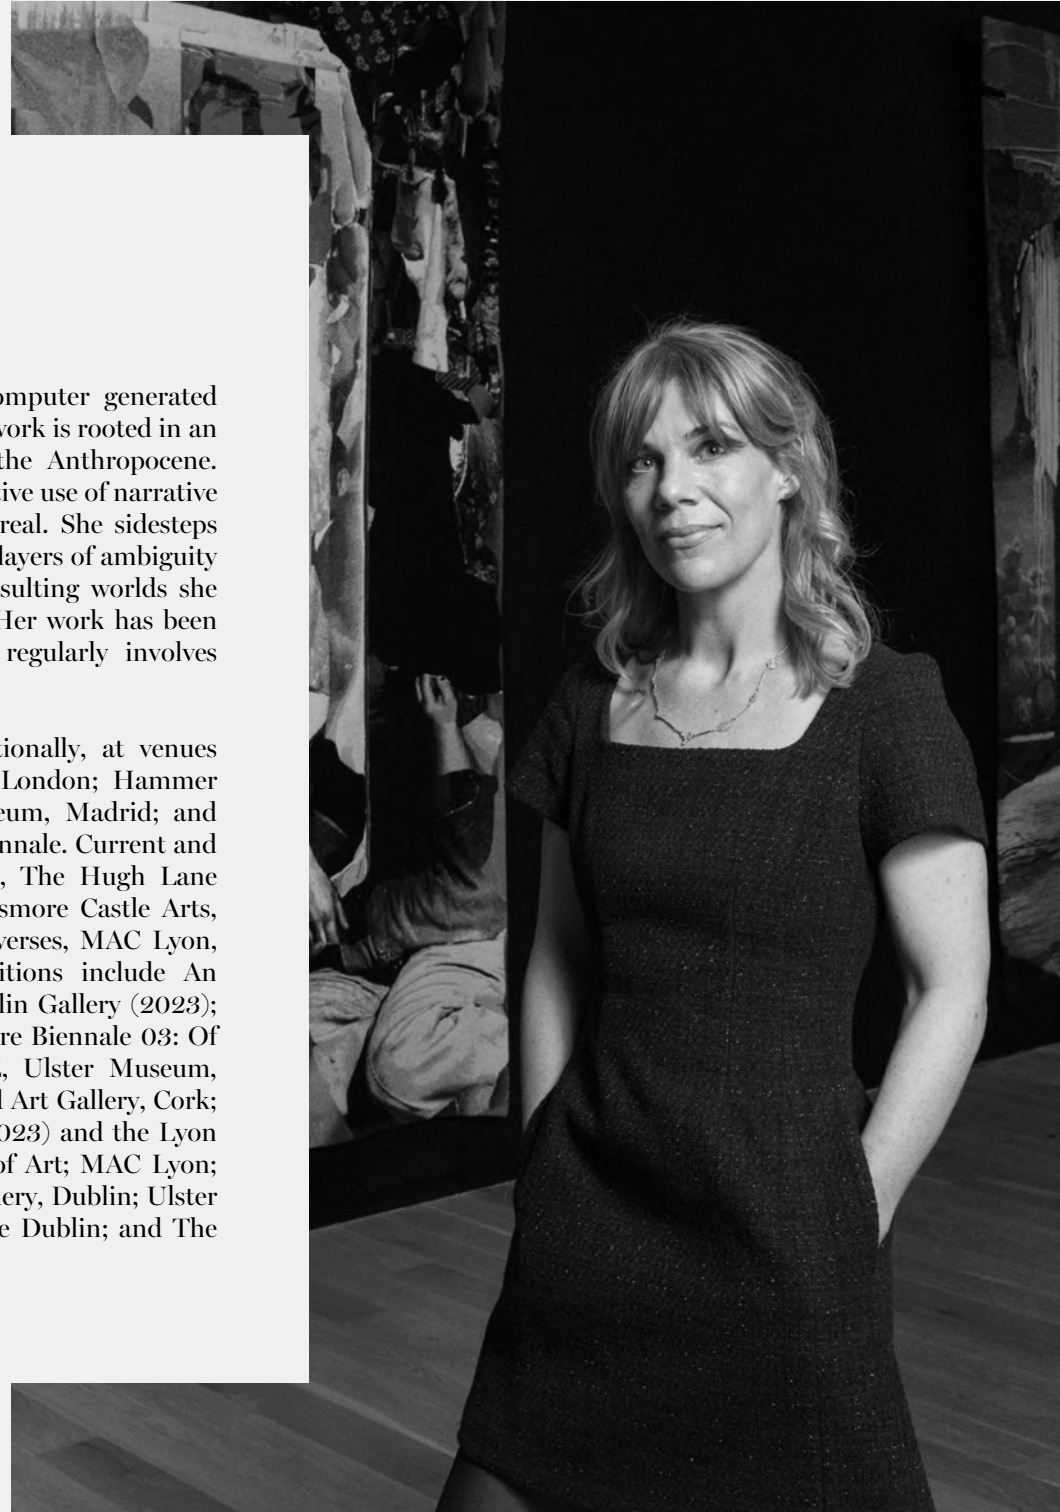 omputer generated
work is rooted in an
the Anthropocene.
tive use of narrative
real. She sidesteps
layers of ambiguity
sulting worlds she
Her work has been
regularly involves
tionally, at venues
London; Hammer
eum, Madrid; and
nnale. Current and
, The Hugh Lane
smore Castle Arts,
verses, MAC Lyon,
itions include An
lin Gallery (2023);
re Biennale 03: Of
, Ulster Museum,
l Art Gallery, Cork;
023) and the Lyon
of Art; MAC Lyon;
lery, Dublin; Ulster
e Dublin; and The